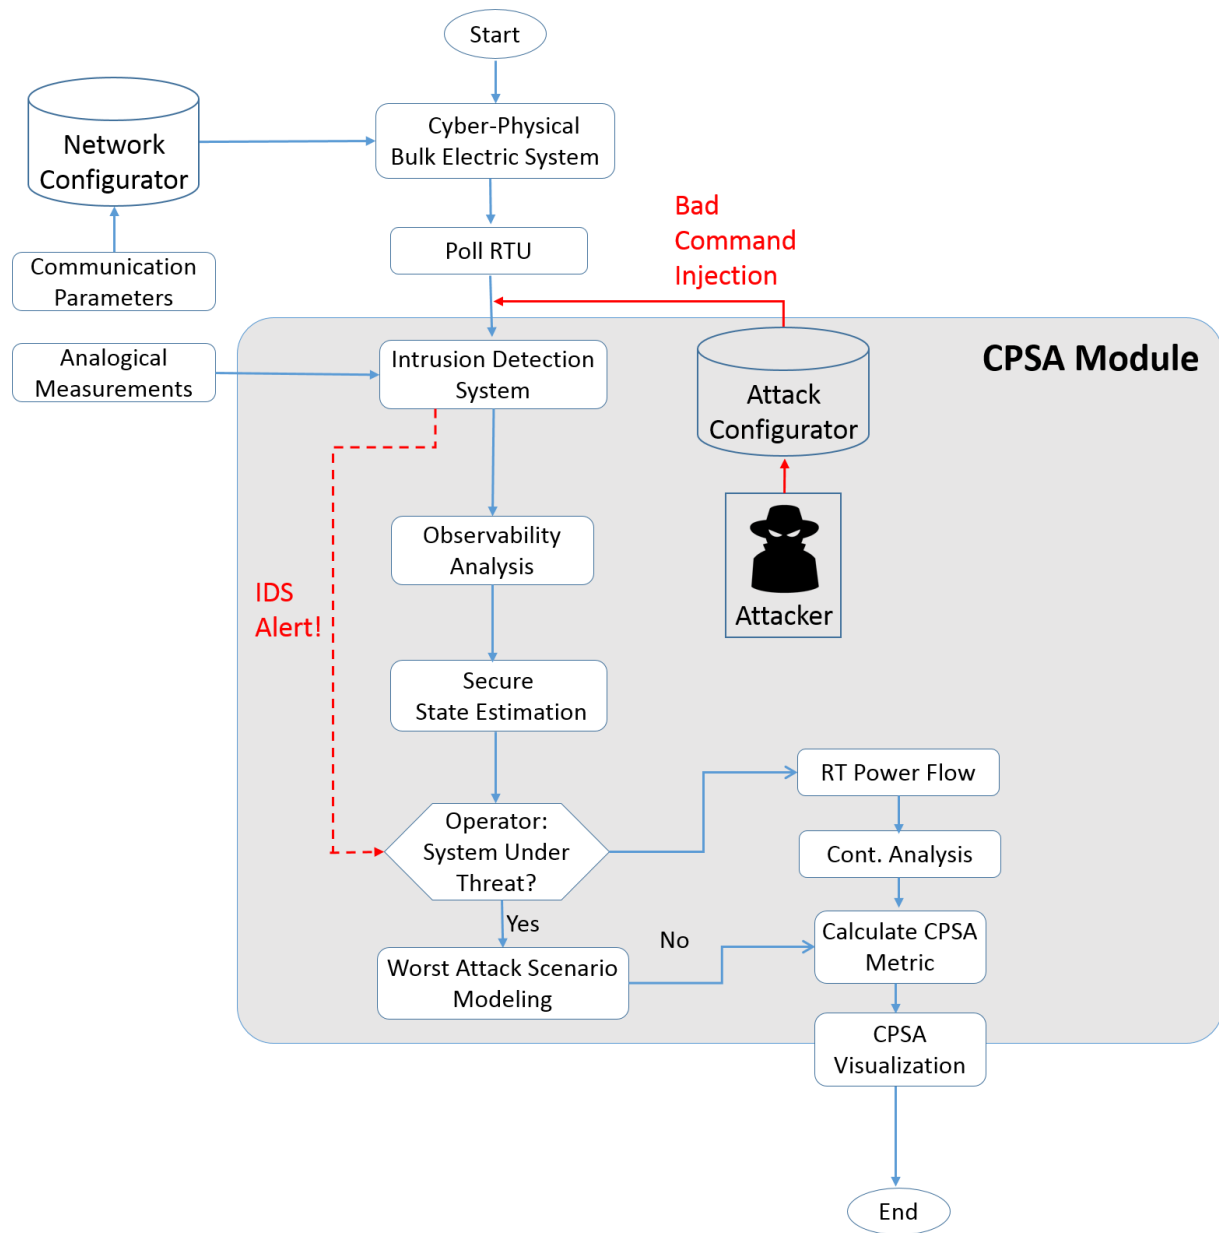 Start
Network
Configurator
Cyber-Physical
Bulk Electric System
Communication
Parameters
Poll RTU
Bad
Command
Injection
Analogical
Measurements
Intrusion Detection
System
CPSA Module
Attack
Configurator
Attacker
Observability
Analysis
IDS
Alert!
Secure
State Estimation
Operator:
System Under
Threat?
RT Power Flow
Cont. Analysis
Yes
No
Worst Attack Scenario
Modeling
Calculate CPSA
Metric
CPSA
Visualization
End